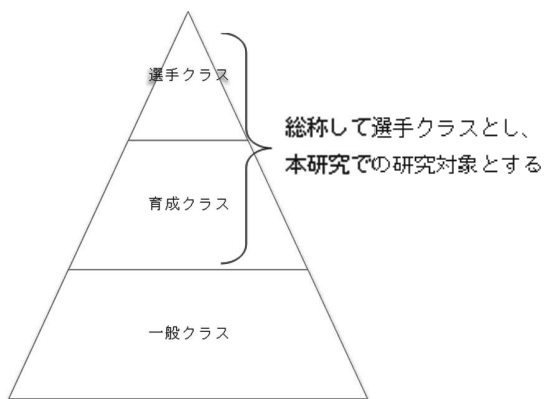 選手クラス
総称して選手クラスとし、
本研究での研究対象とする
育成クラス
一般クラス